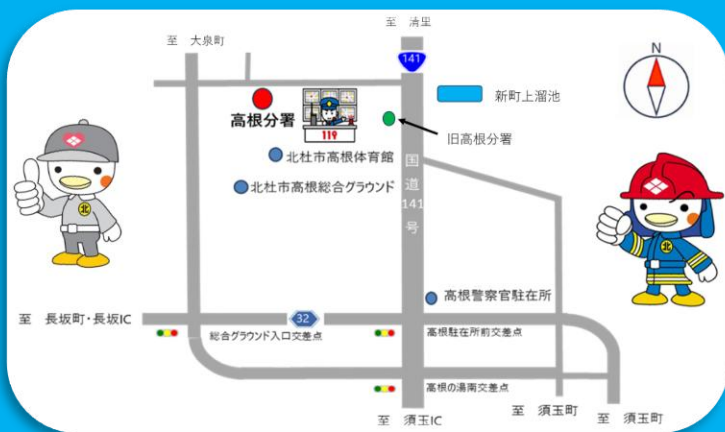 至 清里
至 大泉町
141
N
新町上溜池
高根分署
119
旧高根分署
北杜市高根体育館
北杜市高根総合グラウンド
国道141号
北
北
高根警察官駐在所
至 長坂町・長坂IC
32
総合グラウンド入口交差点
高根駐在所前交差点
高根の湯南交差点
至 須玉IC
至 須玉町
至 須玉町